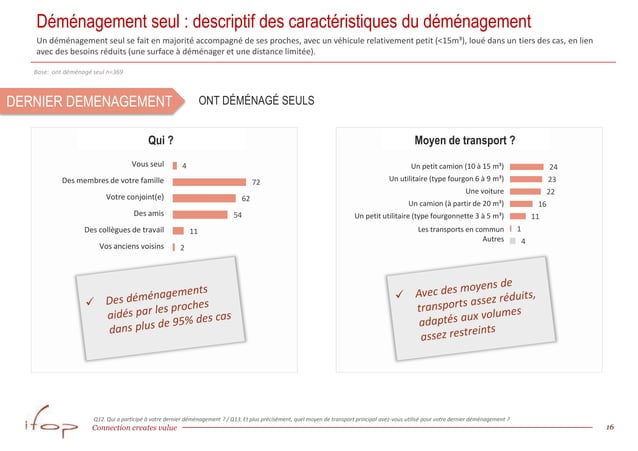 Déménagement seul : descriptif des caractéristiques du déménagement
Un déménagement seul se fait en majorité accompagné de ses proches, avec un véhicule relativement petit (<15m³), loué dans un tiers des cas, en lien
avec des besoins réduits (une surface à déménager et une distance limitée).
Base: ont déménagé seul n=369
DERNIER DEMENAGEMENT
ONT DÉMÉNAGÉ SEULS
Qui ?
Vous seul 4
Des membres de votre famille 72
Votre conjoint(e) 62
Des amis 54
Des collègues de travail 11
Vos anciens voisins 2
✓ Des déménagements
aidés par les proches
dans plus de 95% des cas
Moyen de transport ?
Un petit camion (10 à 15 m³) 24
Un utilitaire (type fourgon 6 à 9 m³) 23
Une voiture 22
Un camion (à partir de 20 m³) 16
Un petit utilitaire (type fourgonnette 3 à 5 m³) 11
Les transports en commun 1
Autres 4
✓ Avec des moyens de
transports assez réduits,
adaptés aux volumes
assez restreints
ifop
Q12. Qui a participé à votre dernier déménagement ? / Q13. Et plus précisément, quel moyen de transport principal avez-vous utilisé pour votre dernier déménagement ?
Connection creates value
16